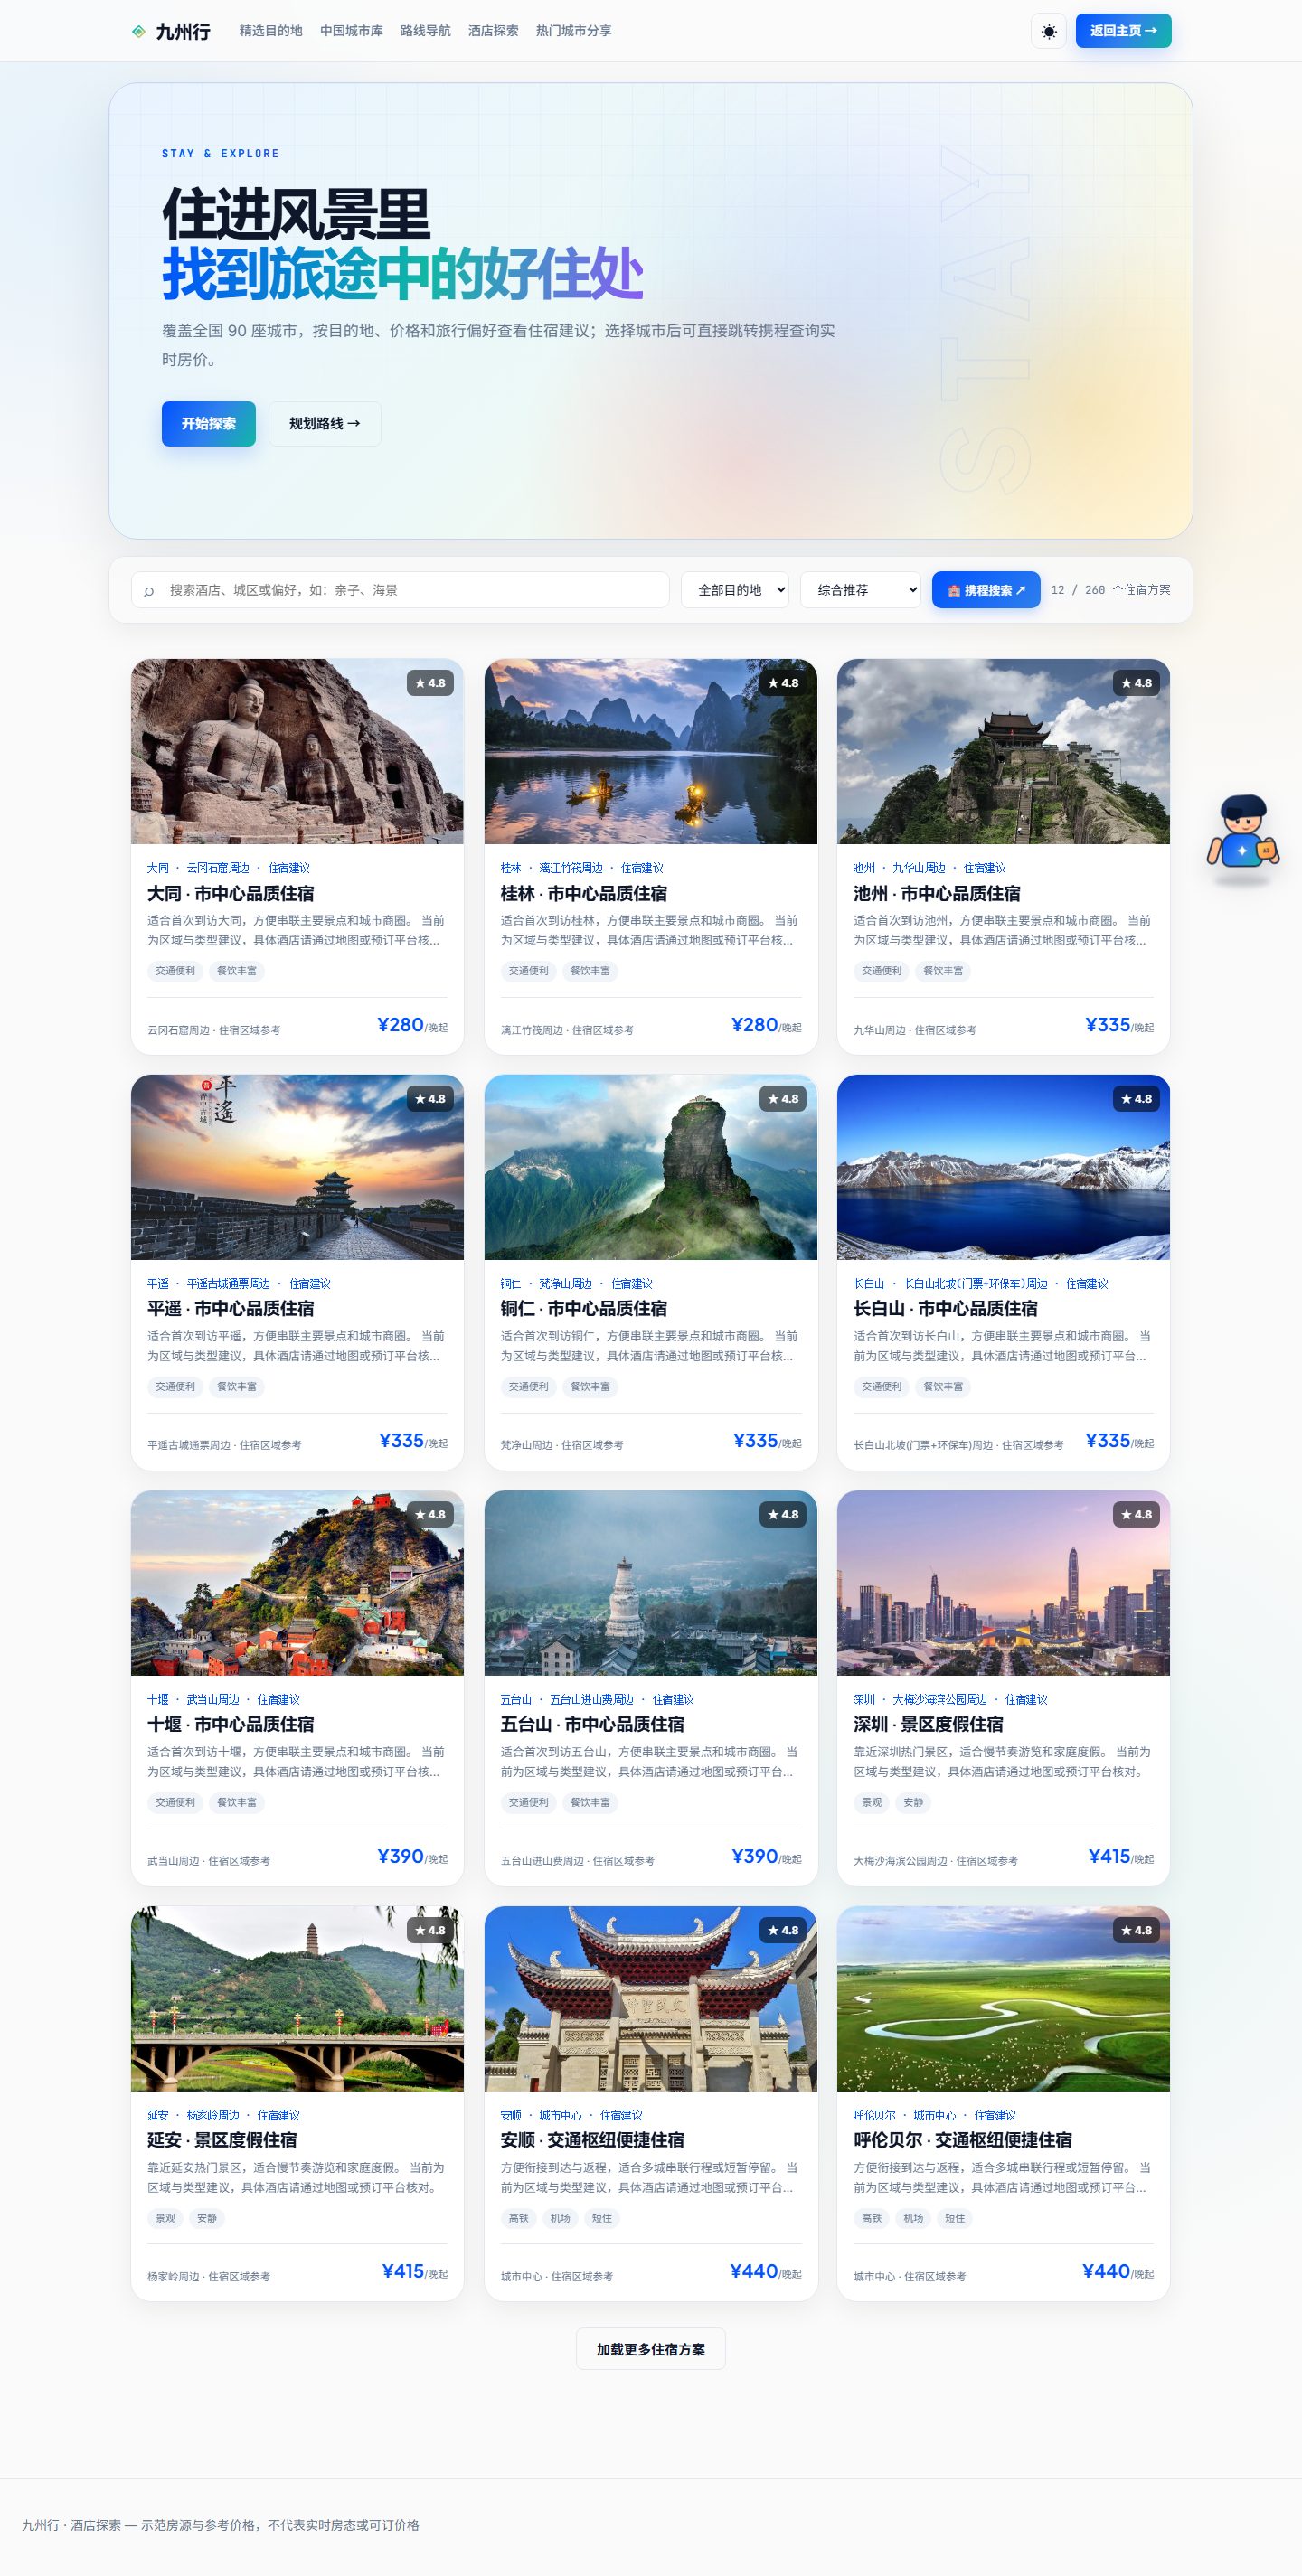 九州行
精选目的地 中国城市库 路线导航 酒店探索 热门城市分享
返回主页 →
STAY & EXPLORE
住进风景里
找到旅途中的好住处
覆盖全国 90 座城市，按目的地、价格和旅行偏好查看住宿建议；选择城市后可直接跳转携程查询实
时房价。
开始探索 规划路线 →
STAY
搜索酒店、城区或偏好，如：亲子、海景 全部目的地 综合推荐 携程搜索 ↗ 12 / 260 个住宿方案
★ 4.8
大同 · 云冈石窟周边 · 住宿建议
大同 · 市中心品质住宿
适合首次到访大同，方便串联主要景点和城市商圈。 当前
为区域与类型建议，具体酒店请通过地图或预订平台核...
交通便利 餐饮丰富
云冈石窟周边 · 住宿区域参考 ¥280/晚起
★ 4.8
桂林 · 漓江竹筏周边 · 住宿建议
桂林 · 市中心品质住宿
适合首次到访桂林，方便串联主要景点和城市商圈。 当前
为区域与类型建议，具体酒店请通过地图或预订平台核...
交通便利 餐饮丰富
漓江竹筏周边 · 住宿区域参考 ¥280/晚起
★ 4.8
池州 · 九华山周边 · 住宿建议
池州 · 市中心品质住宿
适合首次到访池州，方便串联主要景点和城市商圈。 当前
为区域与类型建议，具体酒店请通过地图或预订平台核...
交通便利 餐饮丰富
九华山周边 · 住宿区域参考 ¥335/晚起
平遥
★ 4.8
平遥 · 平遥古城通票周边 · 住宿建议
平遥 · 市中心品质住宿
适合首次到访平遥，方便串联主要景点和城市商圈。 当前
为区域与类型建议，具体酒店请通过地图或预订平台核...
交通便利 餐饮丰富
平遥古城通票周边 · 住宿区域参考 ¥335/晚起
★ 4.8
铜仁 · 梵净山周边 · 住宿建议
铜仁 · 市中心品质住宿
适合首次到访铜仁，方便串联主要景点和城市商圈。 当前
为区域与类型建议，具体酒店请通过地图或预订平台核...
交通便利 餐饮丰富
梵净山周边 · 住宿区域参考 ¥335/晚起
★ 4.8
长白山 · 长白山北坡(门票+环保车)周边 · 住宿建议
长白山 · 市中心品质住宿
适合首次到访长白山，方便串联主要景点和城市商圈。 当
前为区域与类型建议，具体酒店请通过地图或预订平台...
交通便利 餐饮丰富
长白山北坡(门票+环保车)周边 · 住宿区域参考 ¥335/晚起
★ 4.8
十堰 · 武当山周边 · 住宿建议
十堰 · 市中心品质住宿
适合首次到访十堰，方便串联主要景点和城市商圈。 当前
为区域与类型建议，具体酒店请通过地图或预订平台核...
交通便利 餐饮丰富
武当山周边 · 住宿区域参考 ¥390/晚起
★ 4.8
五台山 · 五台山进山费周边 · 住宿建议
五台山 · 市中心品质住宿
适合首次到访五台山，方便串联主要景点和城市商圈。 当
前为区域与类型建议，具体酒店请通过地图或预订平台...
交通便利 餐饮丰富
五台山进山费周边 · 住宿区域参考 ¥390/晚起
★ 4.8
深圳 · 大梅沙海滨公园周边 · 住宿建议
深圳 · 景区度假住宿
靠近深圳热门景区，适合慢节奏游览和家庭度假。 当前为
区域与类型建议，具体酒店请通过地图或预订平台核对。
景观 安静
大梅沙海滨公园周边 · 住宿区域参考 ¥415/晚起
★ 4.8
延安 · 杨家岭周边 · 住宿建议
延安 · 景区度假住宿
靠近延安热门景区，适合慢节奏游览和家庭度假。 当前为
区域与类型建议，具体酒店请通过地图或预订平台核对。
景观 安静
杨家岭周边 · 住宿区域参考 ¥415/晚起
★ 4.8
安顺 · 城市中心 · 住宿建议
安顺 · 交通枢纽便捷住宿
方便衔接到达与返程，适合多城串联行程或短暂停留。 当
前为区域与类型建议，具体酒店请通过地图或预订平台...
高铁 机场 短住
城市中心 · 住宿区域参考 ¥440/晚起
★ 4.8
呼伦贝尔 · 城市中心 · 住宿建议
呼伦贝尔 · 交通枢纽便捷住宿
方便衔接到达与返程，适合多城串联行程或短暂停留。 当
前为区域与类型建议，具体酒店请通过地图或预订平台...
高铁 机场 短住
城市中心 · 住宿区域参考 ¥440/晚起
AI
加载更多住宿方案
九州行 · 酒店探索 — 示范房源与参考价格，不代表实时房态或可订价格